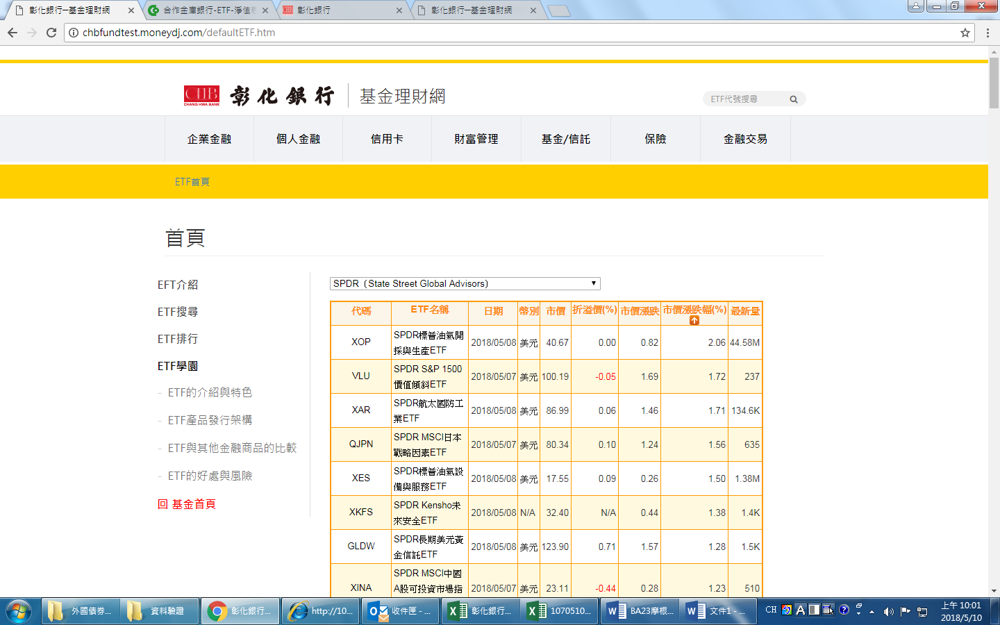 彰化銀行─基金理財網
合作金庫銀行-ETF-淨值表
彰化銀行
彰化銀行─基金理財網
chbfundtest.moneydj.com/defaultETF.htm
CHB
CHANG HWA BANK
彰化銀行
基金理財網
ETF代號搜尋
企業金融
個人金融
信用卡
財富管理
基金/信託
保險
金融交易
ETF首頁
首頁
EFT介紹
ETF搜尋
ETF排行
ETF學園
- ETF的介紹與特色
- ETF產品發行架構
- ETF與其他金融商品的比較
- ETF的好處與風險
回 基金首頁
SPDR（State Street Global Advisors）
代碼 ETF名稱 日期 幣別 市價 折溢價(%) 市價漲跌 市價漲跌幅(%) 最新量
XOP SPDR標普油氣開採與生產ETF 2018/05/08 美元 40.67 0.00 0.82 2.06 44.58M
VLU SPDR S&P 1500價值傾斜ETF 2018/05/07 美元 100.19 -0.05 1.69 1.72 237
XAR SPDR航太國防工業ETF 2018/05/08 美元 86.99 0.06 1.46 1.71 134.6K
QJPN SPDR MSCI日本戰略因素ETF 2018/05/07 美元 80.34 0.10 1.24 1.56 635
XES SPDR標普油氣設備與服務ETF 2018/05/08 美元 17.55 0.09 0.26 1.50 1.38M
XKFS SPDR Kensho未來安全ETF 2018/05/08 N/A 32.40 N/A 0.44 1.38 1.4K
GLDW SPDR長期美元黃金信託ETF 2018/05/08 美元 123.90 0.71 1.57 1.28 1.5K
XINA SPDR MSCI中國A股可投資市場指 2018/05/07 美元 23.11 -0.44 0.28 1.23 510
外國債券...
資料驗證
彰化銀行...
http://10...
收件匣 - ...
彰化銀行...
1070510...
BA23摩根...
文件1 - ...
CH
上午 10:01
2018/5/10